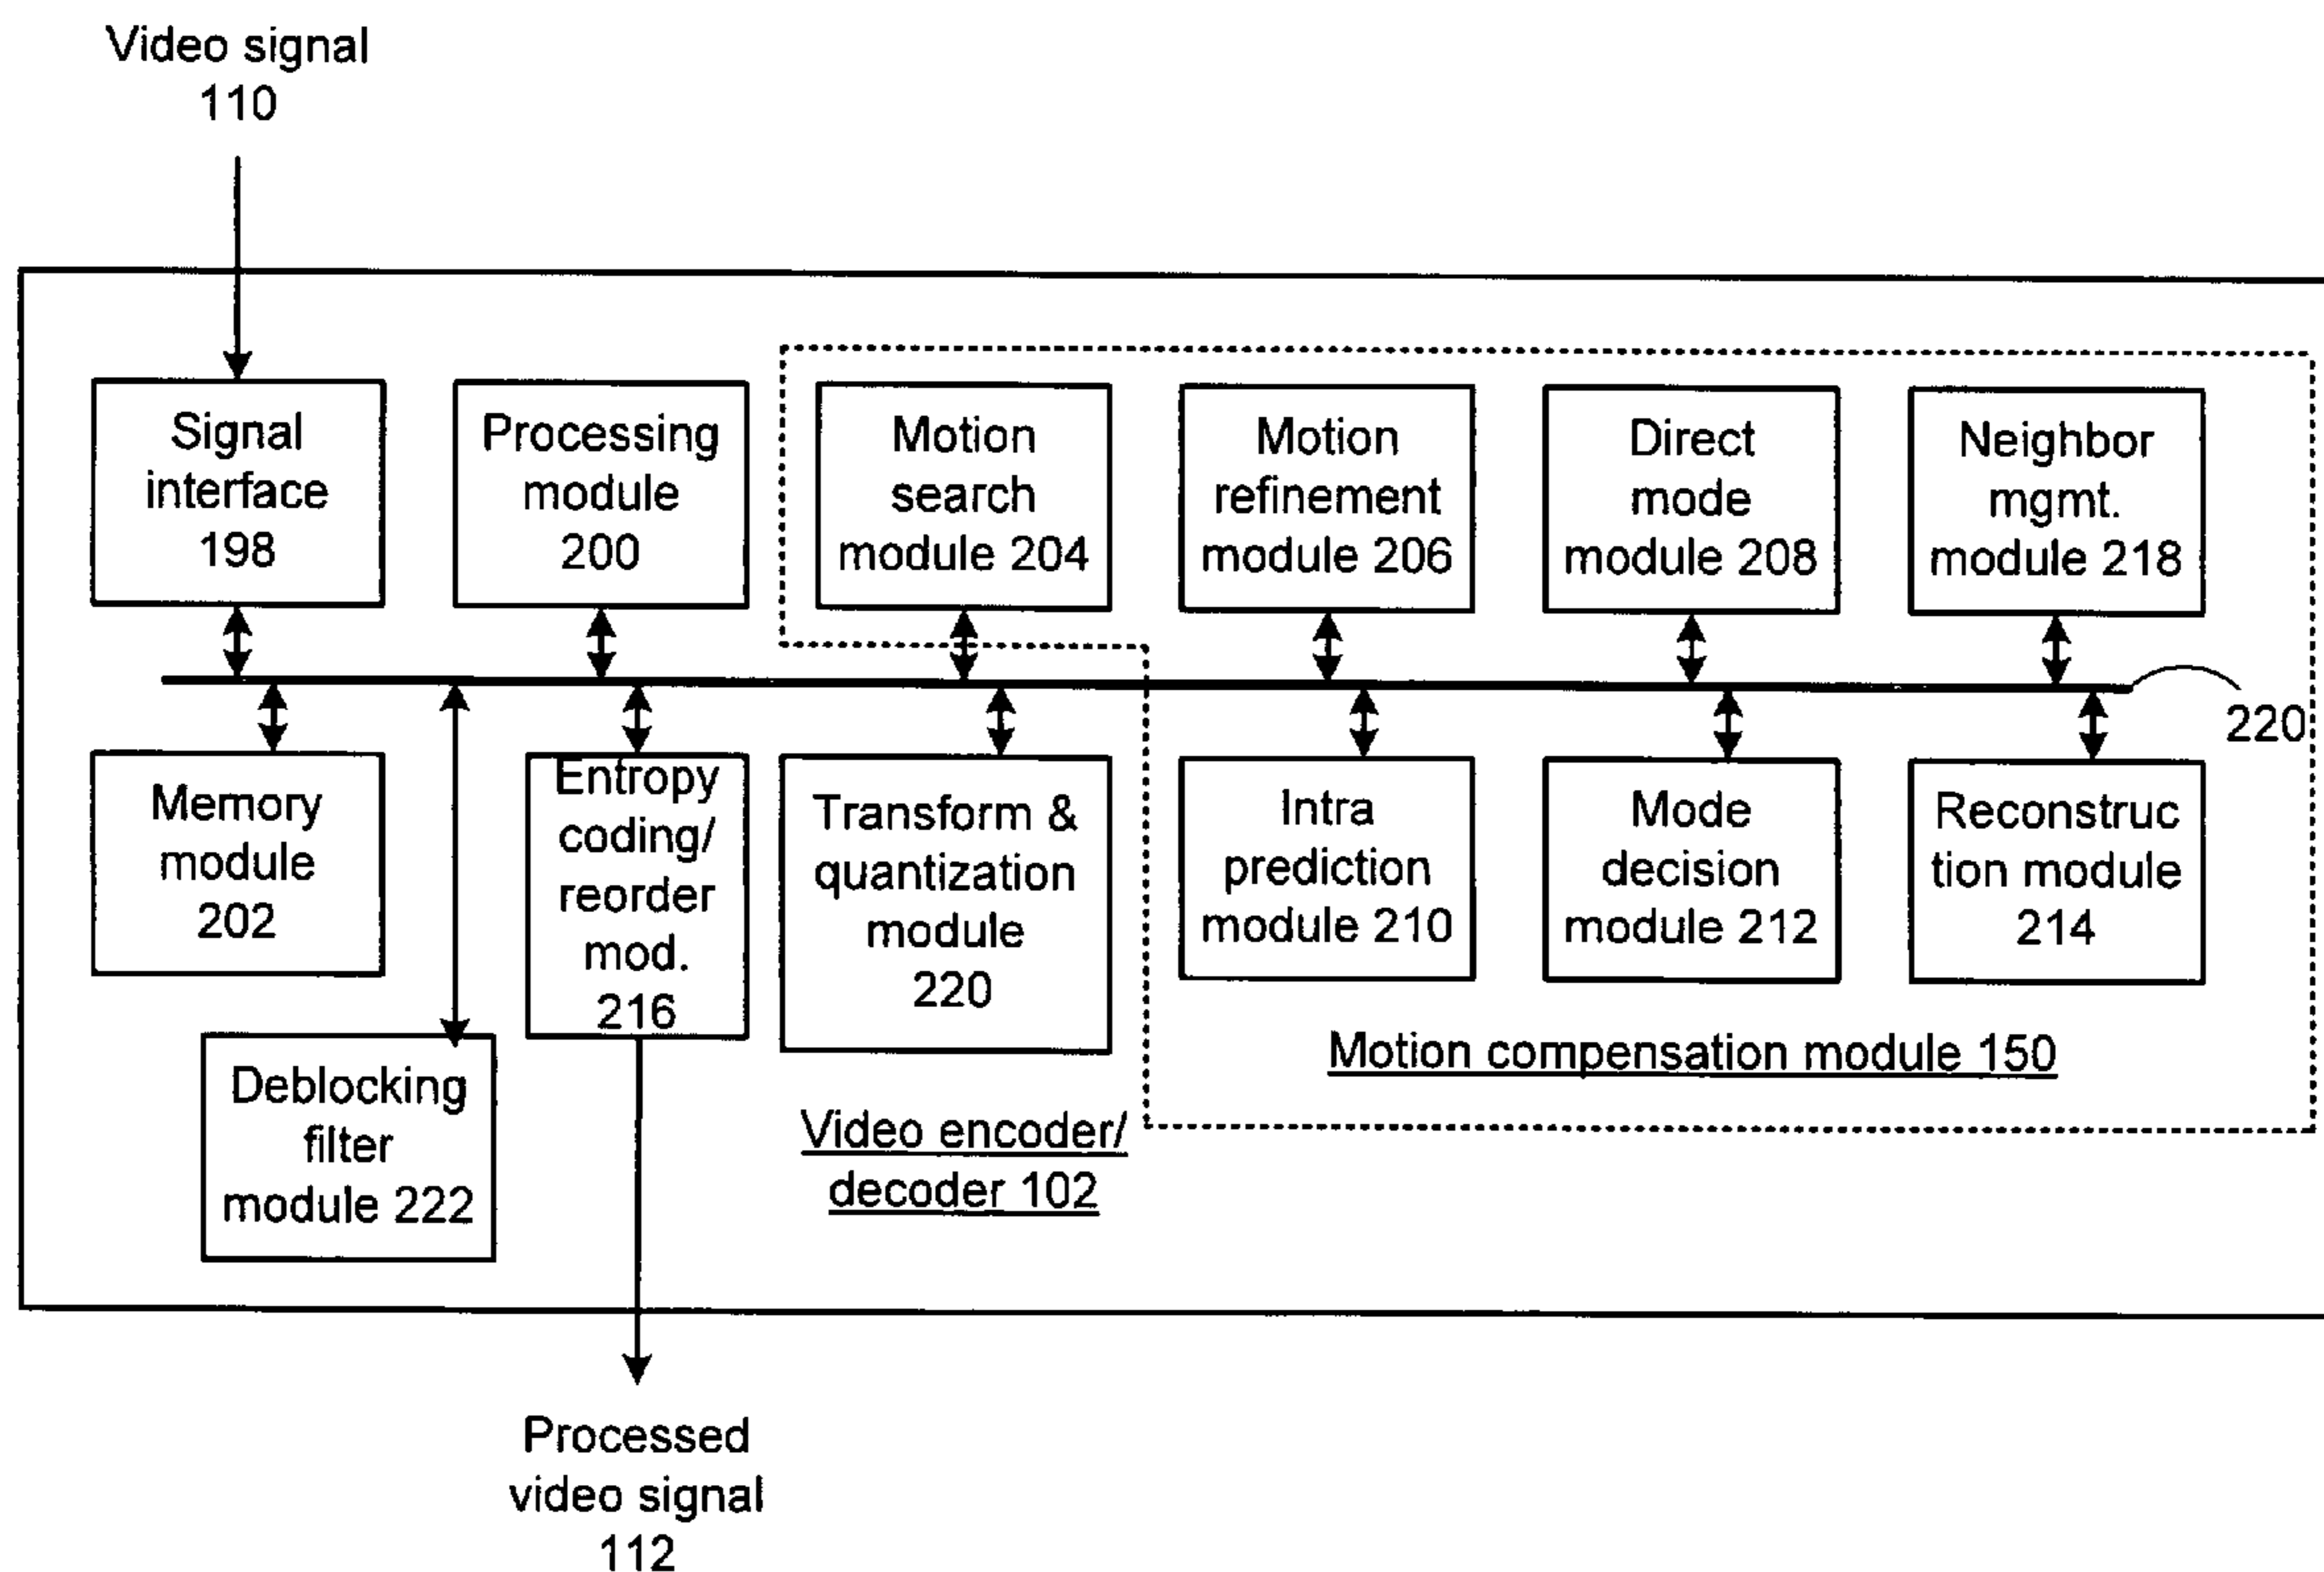 Video signal
110
Signal
interface
198
Processing
module
200
Motion
search
module 204
Motion
refinement
module 206
Direct
mode
module 208
Neighbor
mgmt.
module 218
220
Memory
module
202
Entropy
coding/
reorder
mod.
216
Transform &
quantization
module
220
Intra
prediction
module 210
Mode
decision
module 212
Reconstruc
tion module
214
Deblocking
filter
module 222
Motion compensation module 150
Video encoder/
decoder 102
Processed
video signal
112